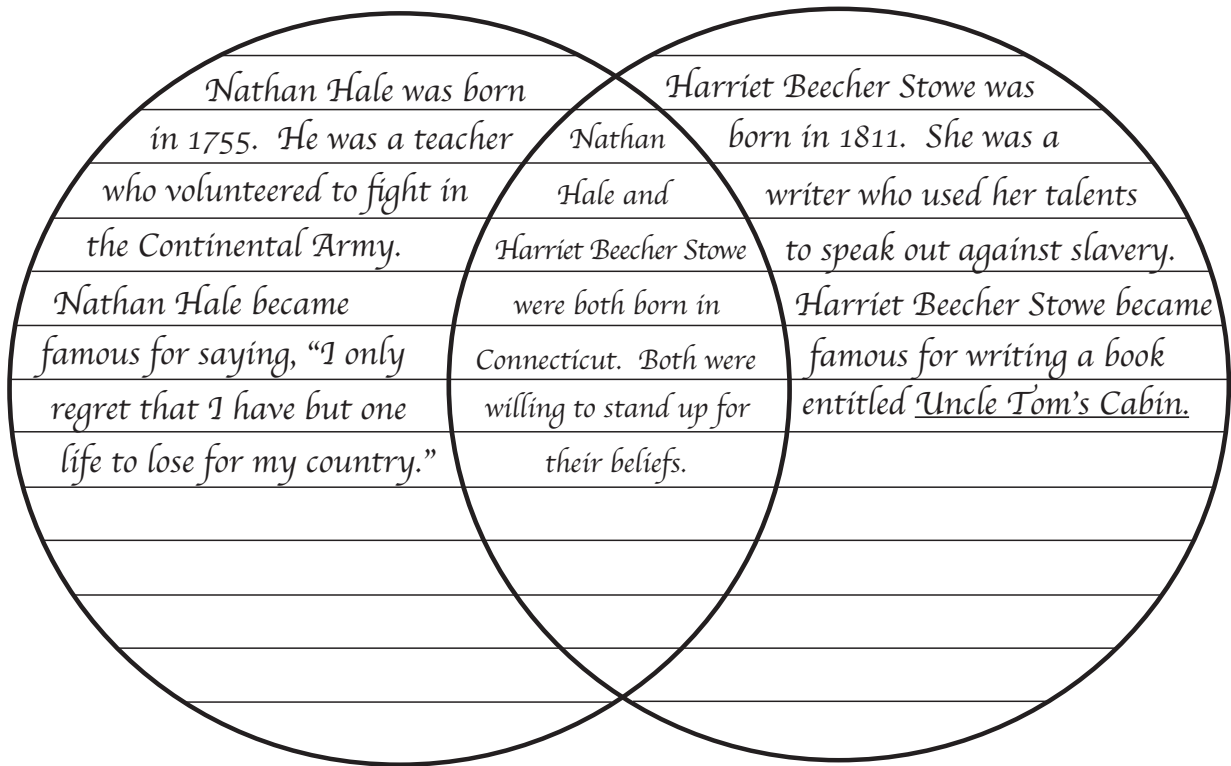 Nathan Hale was born
in 1755. He was a teacher
who volunteered to fight in
the Continental Army.
Nathan Hale became
famous for saying, “I only
regret that I have but one
life to lose for my country.”
Nathan
Hale and
Harriet Beecher Stowe
were both born in
Connecticut. Both were
willing to stand up for
their beliefs.
Harriet Beecher Stowe was
born in 1811. She was a
writer who used her talents
to speak out against slavery.
Harriet Beecher Stowe became
famous for writing a book
entitled Uncle Tom's Cabin.